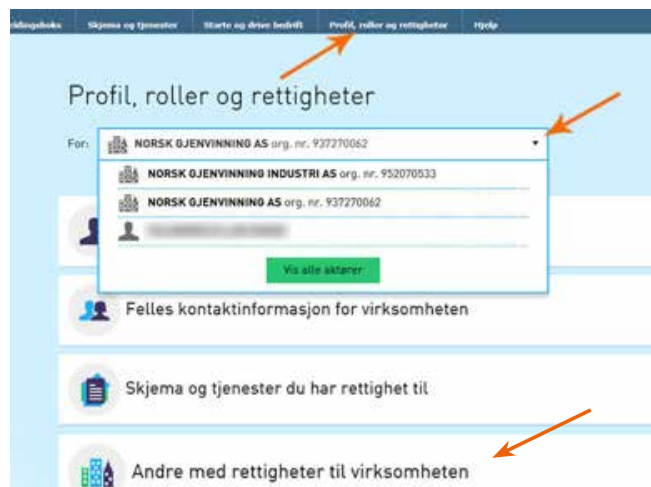 Skjema og tjenester Starte og drive bedrift Profil, roller og rettigheter Hjelp
Profil, roller og rettigheter
For: NORSK GJENVINNING AS org. nr. 937270062
NORSK GJENVINNING INDUSTRI AS org. nr. 952070533
NORSK GJENVINNING AS org. nr. 937270062
Vis alle aktører
Felles kontaktinformasjon for virksomheten
Skjema og tjenester du har rettighet til
Andre med rettigheter til virksomheten